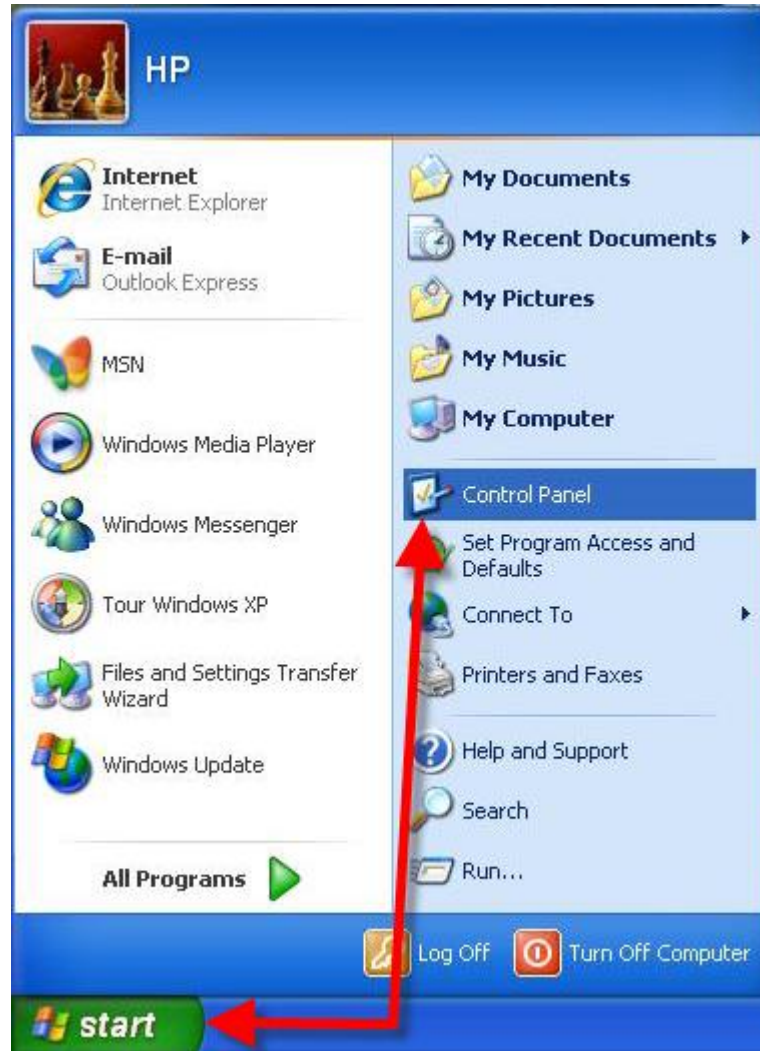 HP
Internet
Internet Explorer
E-mail
Outlook Express
MSN
Windows Media Player
Windows Messenger
Tour Windows XP
Files and Settings Transfer
Wizard
Windows Update
All Programs
My Documents
My Recent Documents
My Pictures
My Music
My Computer
Control Panel
Set Program Access and
Defaults
Connect To
Printers and Faxes
Help and Support
Search
Run...
Log Off
Turn Off Computer
start